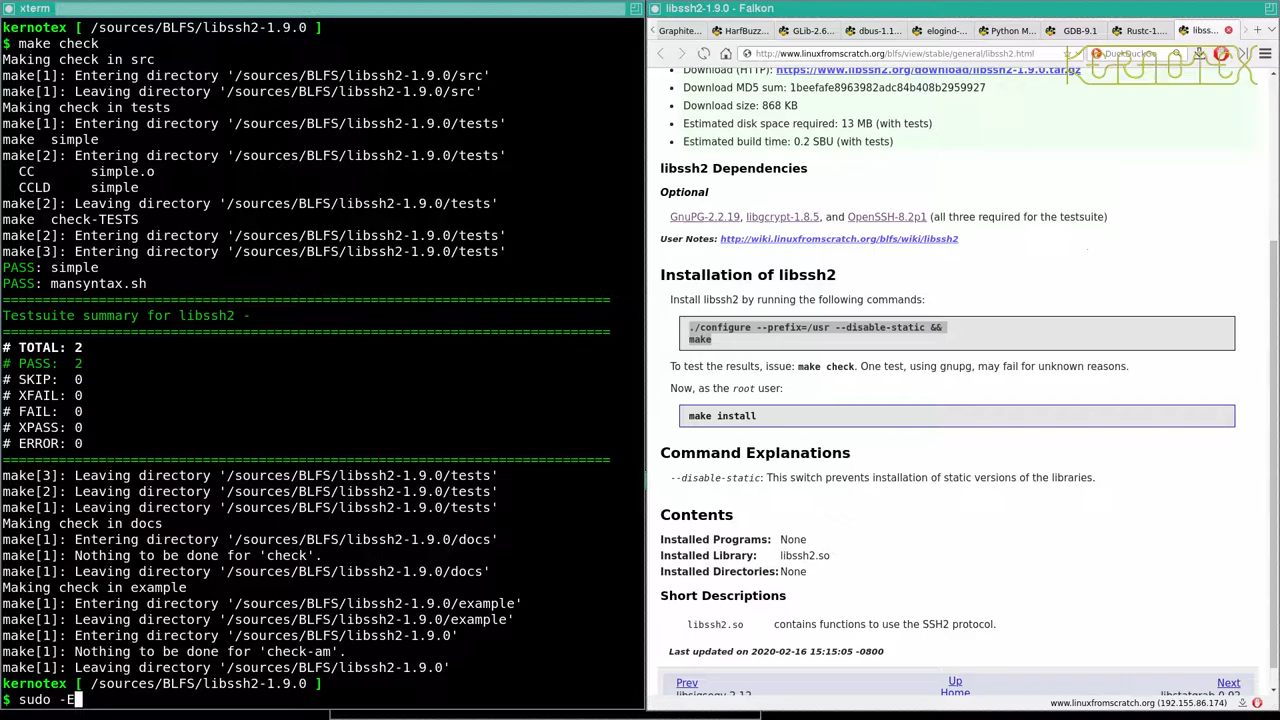 xterm
kernotex [ /sources/BLFS/libssh2-1.9.0 ]
$ make check
Making check in src
make[1]: Entering directory '/sources/BLFS/libssh2-1.9.0/src'
make[1]: Leaving directory '/sources/BLFS/libssh2-1.9.0/src'
Making check in tests
make[1]: Entering directory '/sources/BLFS/libssh2-1.9.0/tests'
make  simple
make[2]: Entering directory '/sources/BLFS/libssh2-1.9.0/tests'
  CC       simple.o
  CCLD     simple
make[2]: Leaving directory '/sources/BLFS/libssh2-1.9.0/tests'
make  check-TESTS
make[2]: Entering directory '/sources/BLFS/libssh2-1.9.0/tests'
make[3]: Entering directory '/sources/BLFS/libssh2-1.9.0/tests'
PASS: simple
PASS: mansyntax.sh
============================================================================
Testsuite summary for libssh2 -
============================================================================
# TOTAL: 2
# PASS:  2
# SKIP:  0
# XFAIL: 0
# FAIL:  0
# XPASS: 0
# ERROR: 0
============================================================================
make[3]: Leaving directory '/sources/BLFS/libssh2-1.9.0/tests'
make[2]: Leaving directory '/sources/BLFS/libssh2-1.9.0/tests'
make[1]: Leaving directory '/sources/BLFS/libssh2-1.9.0/tests'
Making check in docs
make[1]: Entering directory '/sources/BLFS/libssh2-1.9.0/docs'
make[1]: Nothing to be done for 'check'.
make[1]: Leaving directory '/sources/BLFS/libssh2-1.9.0/docs'
Making check in example
make[1]: Entering directory '/sources/BLFS/libssh2-1.9.0/example'
make[1]: Leaving directory '/sources/BLFS/libssh2-1.9.0/example'
make[1]: Entering directory '/sources/BLFS/libssh2-1.9.0'
make[1]: Nothing to be done for 'check-am'.
make[1]: Leaving directory '/sources/BLFS/libssh2-1.9.0'
kernotex [ /sources/BLFS/libssh2-1.9.0 ]
$ sudo -E
libssh2-1.9.0 - Falkon
Graphite... HarfBuzz... GLib-2.6... dbus-1.1... elogind-... Python M... GDB-9.1 Rustc-1.... libss...
http://www.linuxfromscratch.org/blfs/view/stable/general/libssh2.html DuckDuckGo
KERNOTEX
Download (HTTP): https://www.libssh2.org/download/libssh2-1.9.0.tar.gz
• Download MD5 sum: 1beefafe8963982adc84b408b2959927
• Download size: 868 KB
• Estimated disk space required: 13 MB (with tests)
• Estimated build time: 0.2 SBU (with tests)
libssh2 Dependencies
Optional
GnuPG-2.2.19, libgcrypt-1.8.5, and OpenSSH-8.2p1 (all three required for the testsuite)
User Notes: http://wiki.linuxfromscratch.org/blfs/wiki/libssh2
Installation of libssh2
Install libssh2 by running the following commands:
./configure --prefix=/usr --disable-static &&
make
To test the results, issue: make check. One test, using gnupg, may fail for unknown reasons.
Now, as the root user:
make install
Command Explanations
--disable-static: This switch prevents installation of static versions of the libraries.
Contents
Installed Programs: None
Installed Library: libssh2.so
Installed Directories: None
Short Descriptions
libssh2.so contains functions to use the SSH2 protocol.
Last updated on 2020-02-16 15:15:05 -0800
Prev Up Next
libsigsegv-2.12 Home libstatgrab-0.92
www.linuxfromscratch.org (192.155.86.174)